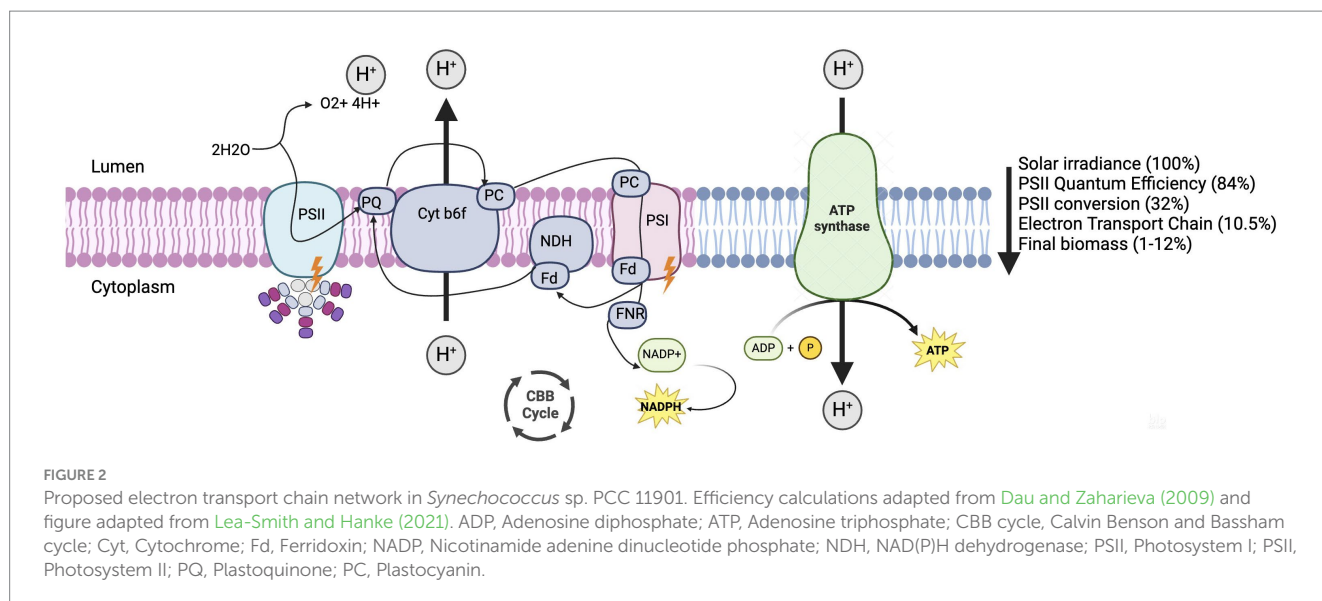 H+
H+
H+
O2+ 4H+
2H2O
Lumen
Solar irradiance (100%)
PSII Quantum Efficiency (84%)
PSII conversion (32%)
Electron Transport Chain (10.5%)
Final biomass (1-12%)
PC
PC
PQ
PSII
Cyt b6f
PSI
ATP
synthase
NDH
Fd
Fd
Cytoplasm
FNR
H+
NADP+
ADP + P
ATP
CBB
Cycle
NADPH
H+
FIGURE 2
Proposed electron transport chain network in Synechococcus sp. PCC 11901. Efficiency calculations adapted from Dau and Zaharieva (2009) and
figure adapted from Lea-Smith and Hanke (2021). ADP, Adenosine diphosphate; ATP, Adenosine triphosphate; CBB cycle, Calvin Benson and Bassham
cycle; Cyt, Cytochrome; Fd, Ferridoxin; NADP, Nicotinamide adenine dinucleotide phosphate; NDH, NAD(P)H dehydrogenase; PSII, Photosystem I; PSII,
Photosystem II; PQ, Plastoquinone; PC, Plastocyanin.